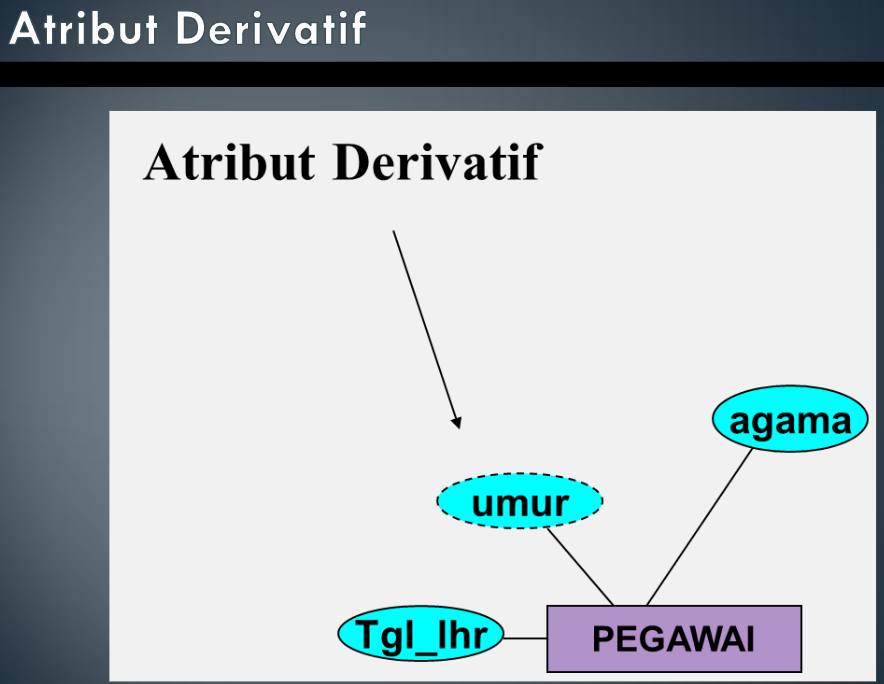 Atribut Derivatif
Atribut Derivatif
agama
umur
Tgl_lhr
PEGAWAI